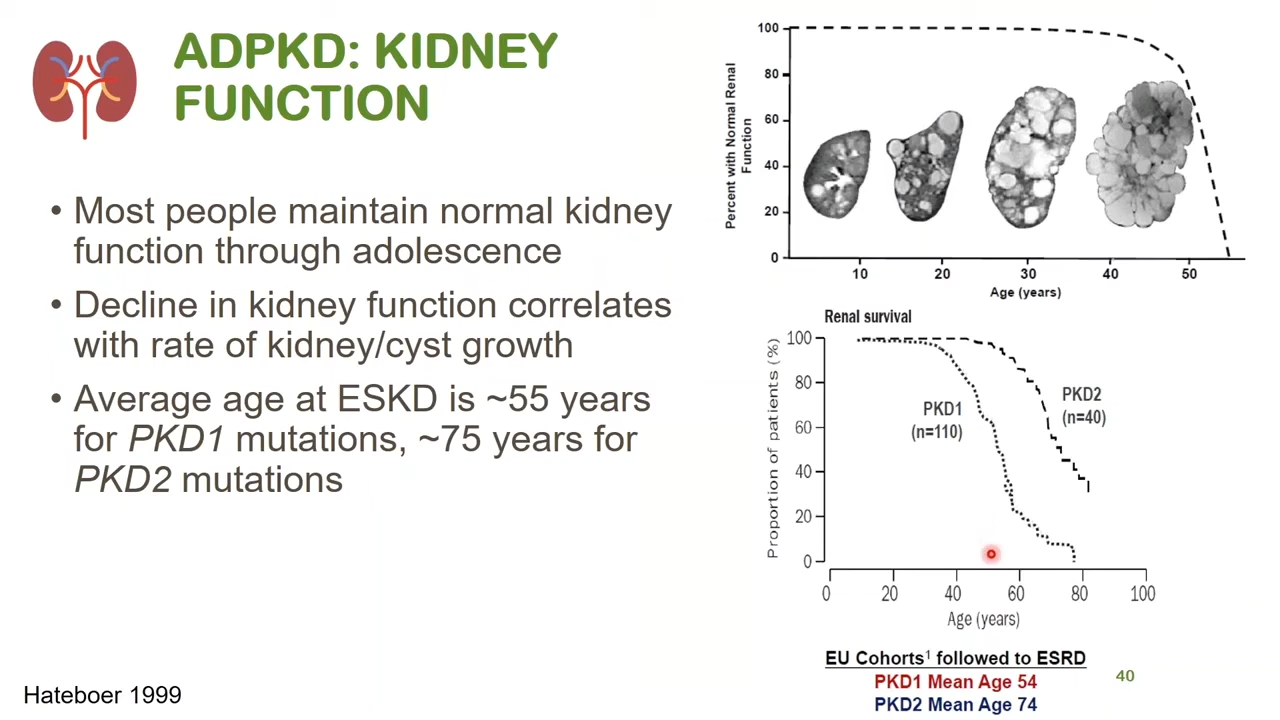 ADPKD: KIDNEY
FUNCTION
• Most people maintain normal kidney
function through adolescence
• Decline in kidney function correlates
with rate of kidney/cyst growth
• Average age at ESKD is ~55 years
for PKD1 mutations, ~75 years for
PKD2 mutations
Hateboer 1999
Percent with Normal Renal
Function
100
80
60
40
20
0
10 20 30 40 50
Age (years)
Renal survival
Proportion of patients (%)
100
80
60
40
20
0
PKD1
(n=110)
PKD2
(n=40)
0 20 40 60 80 100
Age (years)
EU Cohorts¹ followed to ESRD
PKD1 Mean Age 54
PKD2 Mean Age 74
40